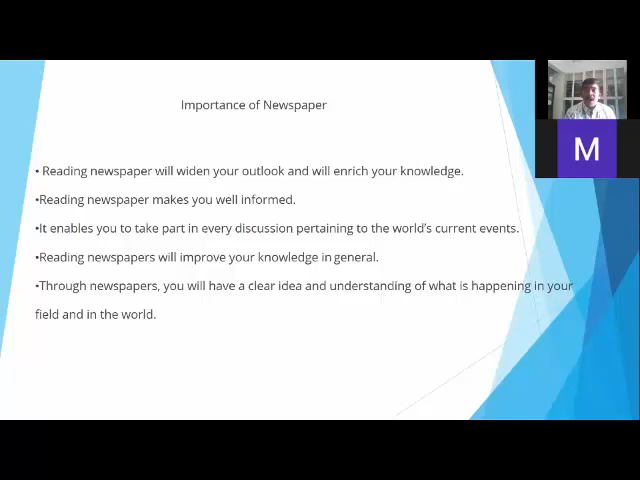 Importance of Newspaper
• Reading newspaper will widen your outlook and will enrich your knowledge.
•Reading newspaper makes you well informed.
•It enables you to take part in every discussion pertaining to the world's current events.
•Reading newspapers will improve your knowledge in general.
•Through newspapers, you will have a clear idea and understanding of what is happening in your
field and in the world.
M